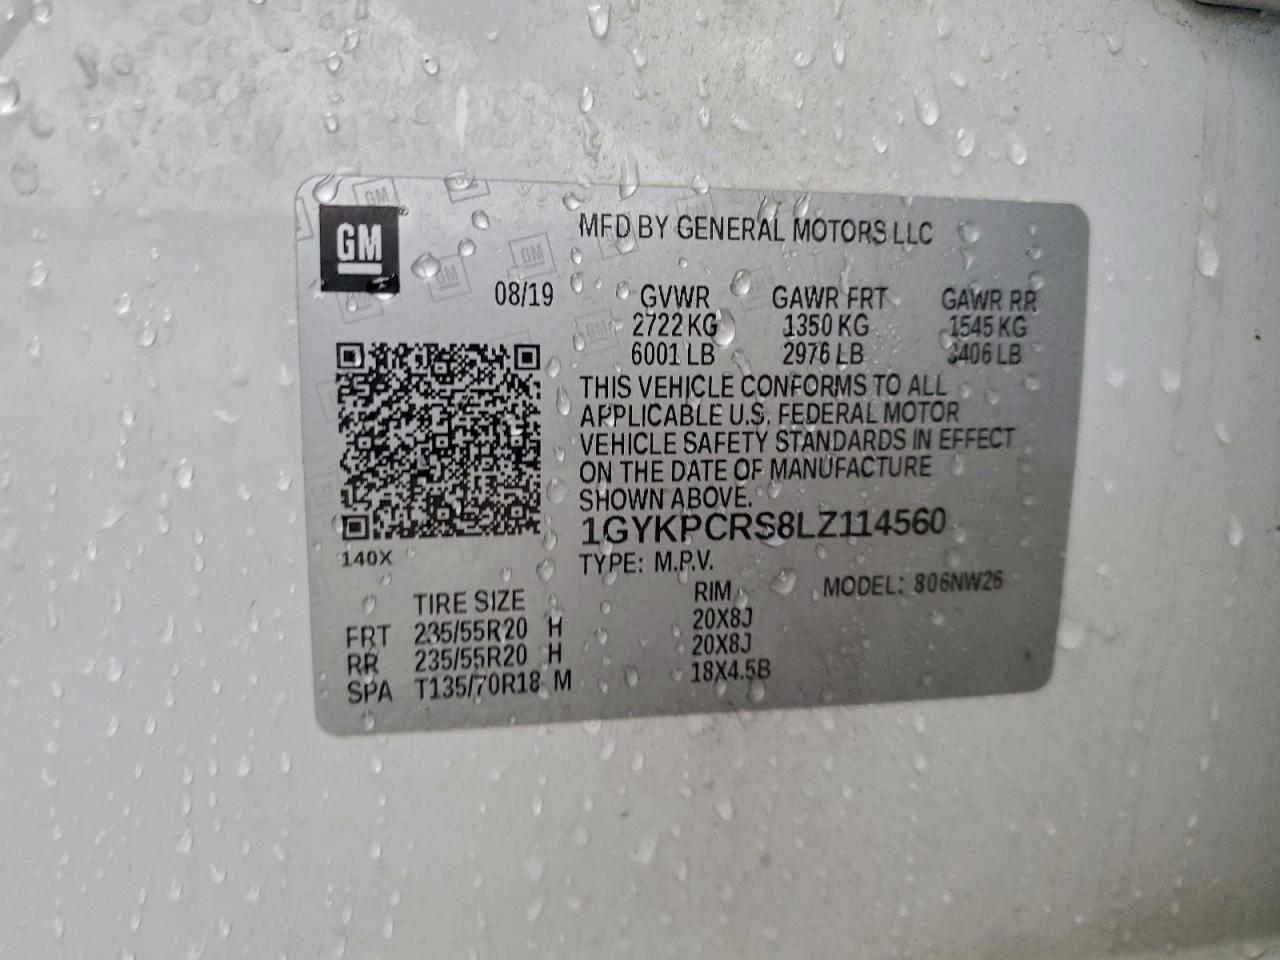 GM
MFD BY GENERAL MOTORS LLC
08/19
GVWR GAWR FRT GAWR RR
2722 KG 1350 KG 1545 KG
6001 LB 2976 LB 3406 LB
THIS VEHICLE CONFORMS TO ALL
APPLICABLE U.S. FEDERAL MOTOR
VEHICLE SAFETY STANDARDS IN EFFECT
ON THE DATE OF MANUFACTURE
SHOWN ABOVE.
1GYKPCRS8LZ114560
TYPE: M.P.V.
MODEL: 806NW26
140X
TIRE SIZE RIM
FRT 235/55R20 H 20X8J
RR 235/55R20 H 20X8J
SPA T135/70R18 M 18X4.5B